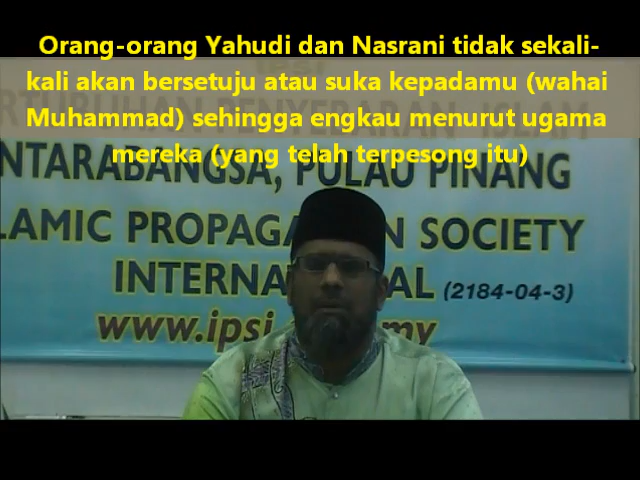 Orang-orang Yahudi dan Nasrani tidak sekali-
kali akan bersetuju atau suka kepadamu (wahai
Muhammad) sehingga engkau menurut ugama
mereka (yang telah terpesong itu)
PENYEBARAN ISLAM
NTARABANGSA, PULAU PINANG
LAMIC PROPAGA N SOCIETY
INTERNA AL (2184-04-3)
www.ipsi my